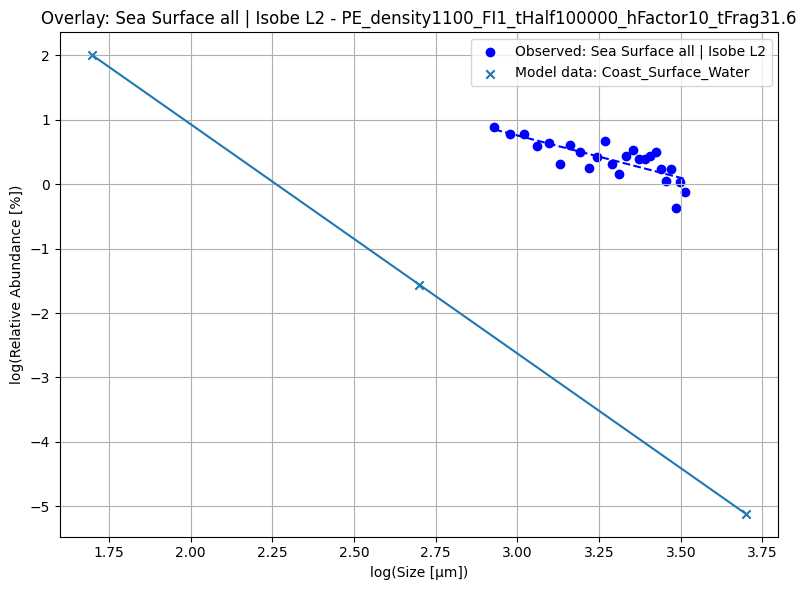 Overlay: Sea Surface all | Isobe L2 - PE_density1100_FI1_tHalf100000_hFactor10_tFrag31.6
Observed: Sea Surface all | Isobe L2
Model data: Coast_Surface_Water
log(Relative Abundance [%])
2
1
0
−1
−2
−3
−4
−5
1.75 2.00 2.25 2.50 2.75 3.00 3.25 3.50 3.75
log(Size [μm])